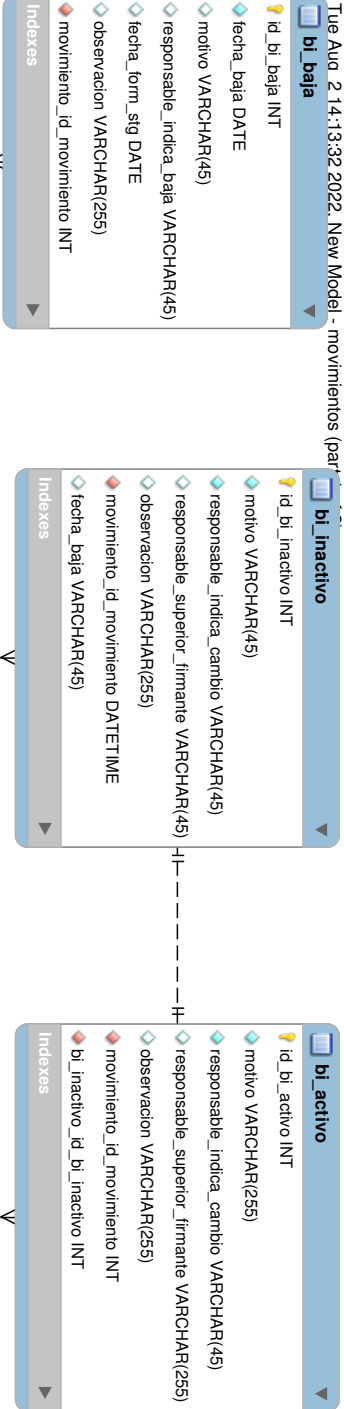 Tue Aug 2 14:13:32 2022. New Model - movimientos (part
bi_baja
id_bi_baja INT
fecha_baja DATE
motivo VARCHAR(45)
responsable_indica_baja VARCHAR(45)
fecha_form_stg DATE
observacion VARCHAR(255)
movimiento_id_movimiento INT
Indexes
bi_inactivo
id_bi_inactivo INT
motivo VARCHAR(45)
responsable_indica_cambio VARCHAR(45)
responsable_superior_firmante VARCHAR(45)
observacion VARCHAR(255)
movimiento_id_movimiento DATETIME
fecha_baja VARCHAR(45)
Indexes
bi_activo
id_bi_activo INT
motivo VARCHAR(255)
responsable_indica_cambio VARCHAR(45)
responsable_superior_firmante VARCHAR(255)
observacion VARCHAR(255)
movimiento_id_movimiento INT
bi_inactivo_id_bi_inactivo INT
Indexes